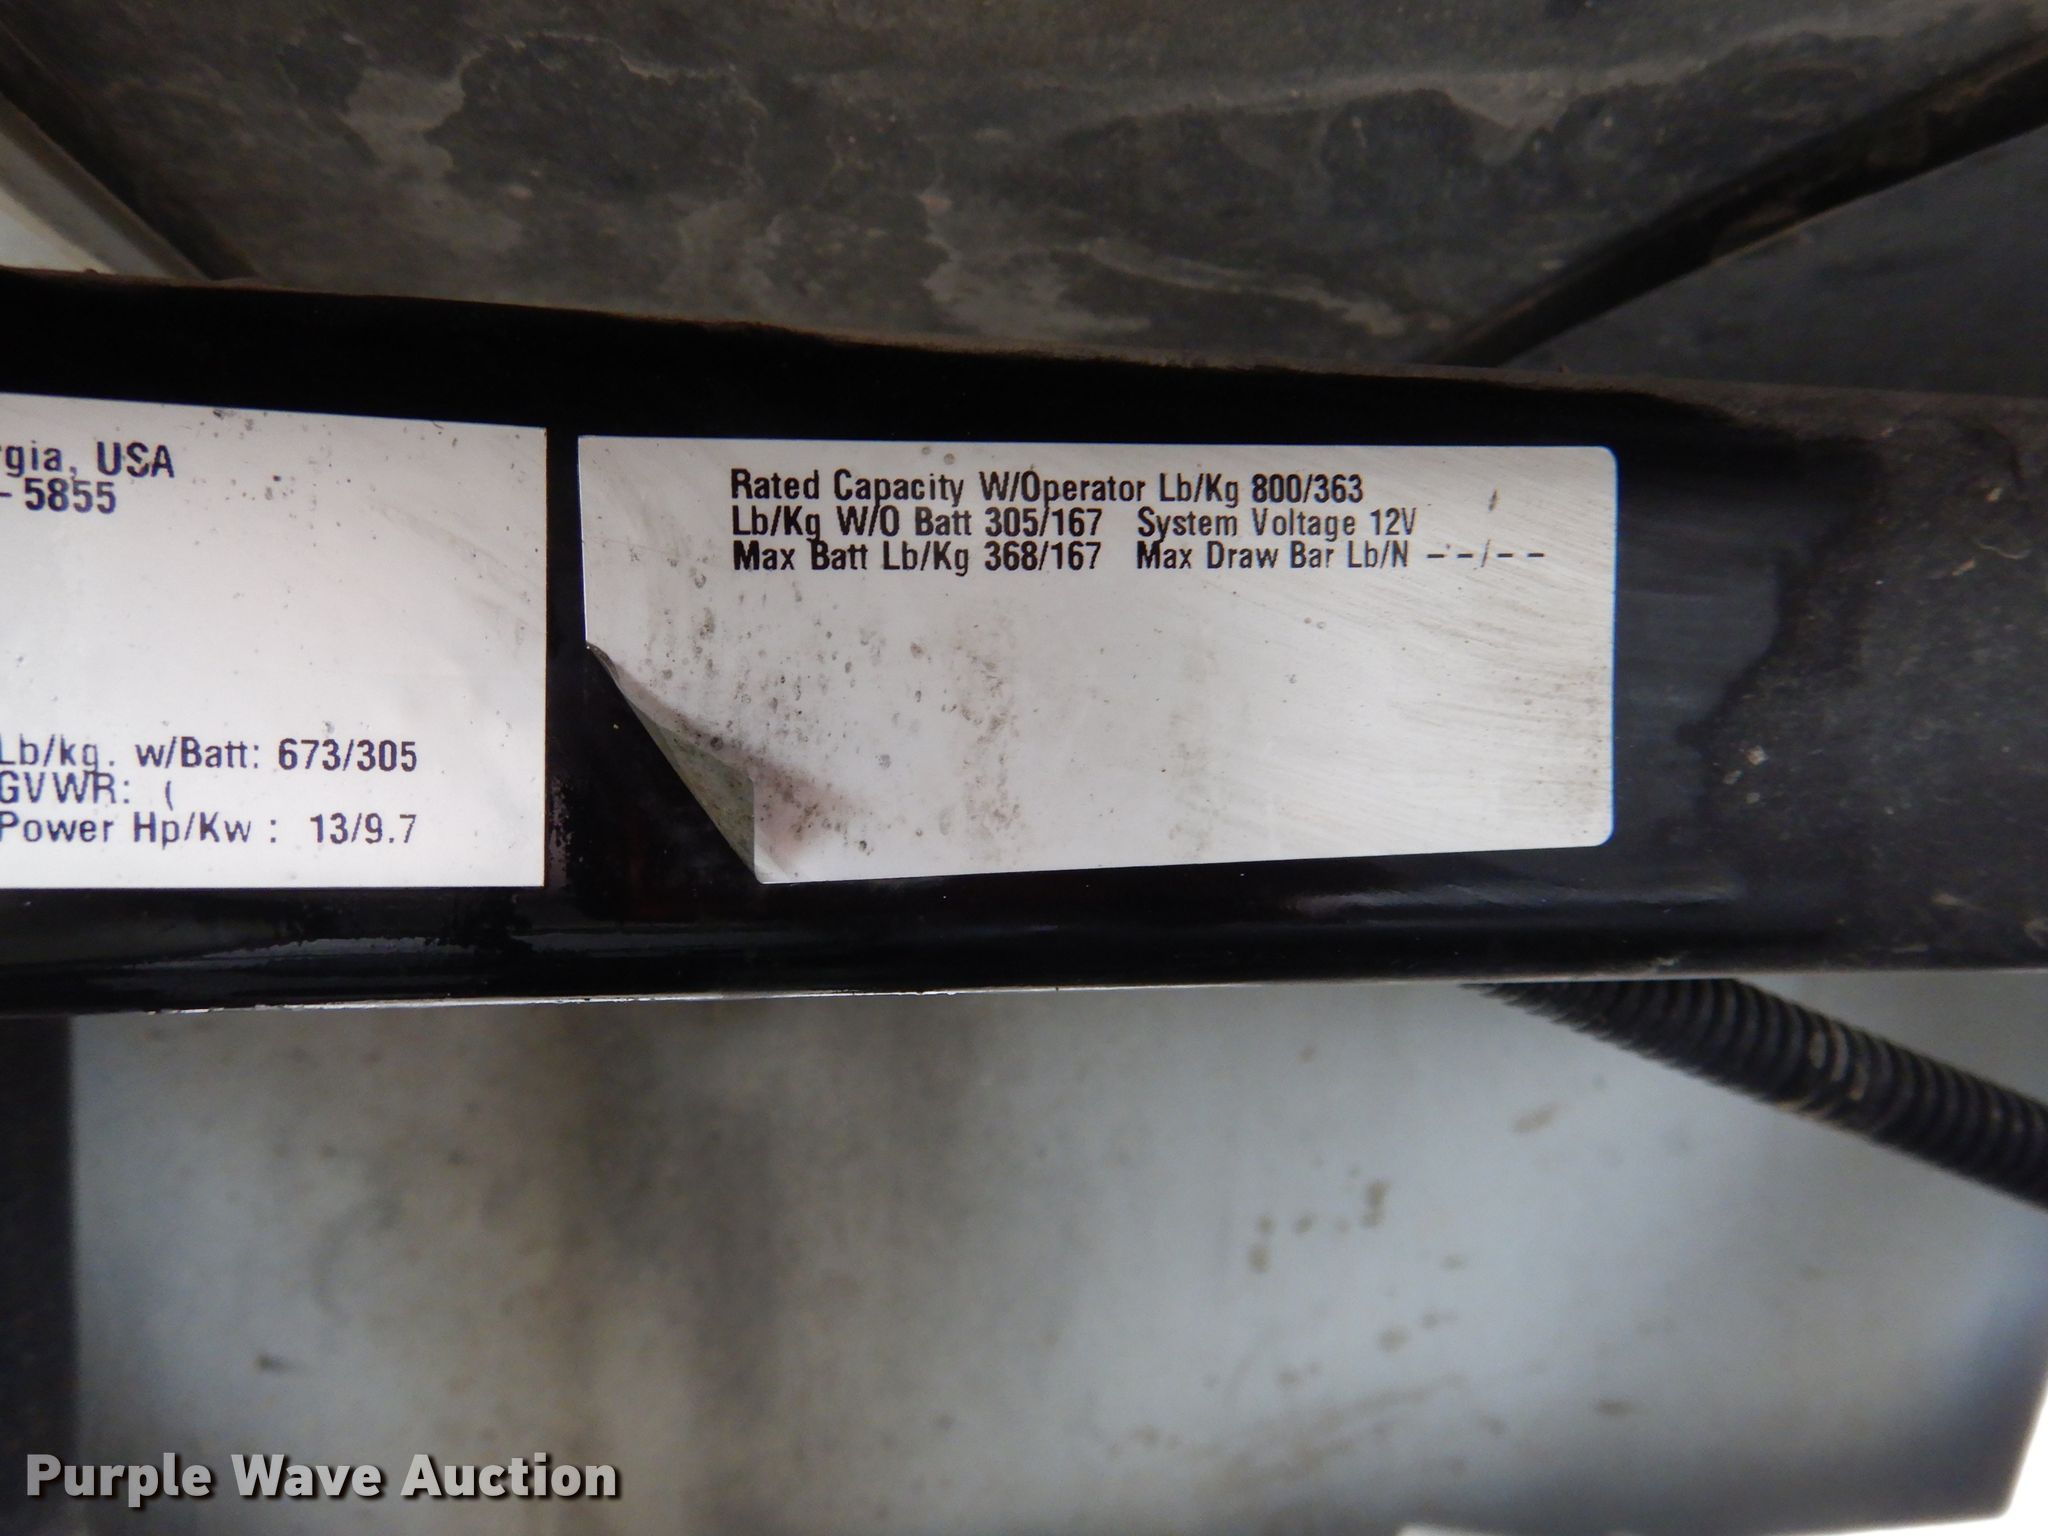 rgia, USA
-5855
Lb/kg. w/Batt: 673/305
GVWR: (
Power Hp/Kw : 13/9.7
Rated Capacity W/Operator Lb/Kg 800/363
Lb/Kg W/O Batt 305/167 System Voltage 12V
Max Batt Lb/Kg 368/167 Max Draw Bar Lb/N --/--
Purple Wave Auction